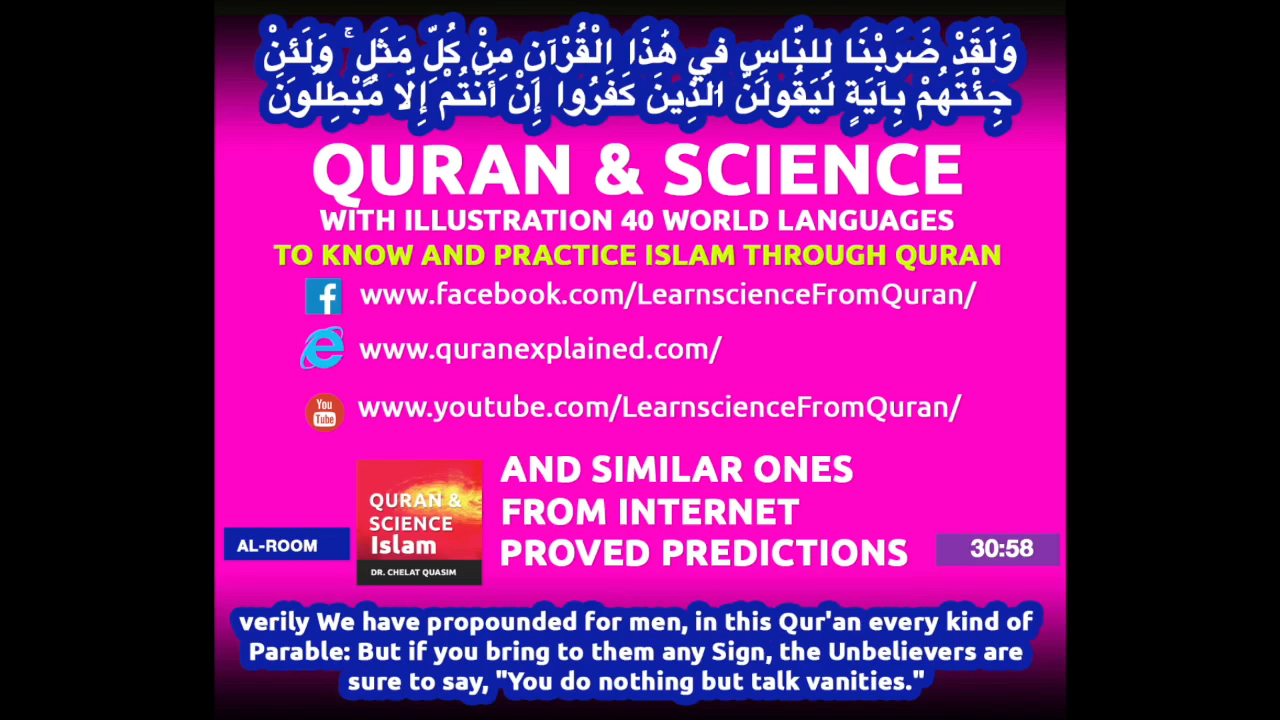 وَلَقَدْ ضَرَبْنَا لِلنَّاسِ فِي هَٰذَا الْقُرْآنِ مِنْ كُلِّ مَثَلٍ ۚ وَلَئِنْ
جِئْتَهُمْ بِآيَةٍ لَيَقُولَنَّ الَّذِينَ كَفَرُوا إِنْ أَنْتُمْ إِلَّا مُبْطِلُونَ
QURAN & SCIENCE
WITH ILLUSTRATION 40 WORLD LANGUAGES
TO KNOW AND PRACTICE ISLAM THROUGH QURAN
www.facebook.com/LearnscienceFromQuran/
www.quranexplained.com/
You
Tube
www.youtube.com/LearnscienceFromQuran/
QURAN &
SCIENCE
Islam
DR. CHELAT QUASIM
AND SIMILAR ONES
FROM INTERNET
PROVED PREDICTIONS
AL-ROOM
30:58
verily We have propounded for men, in this Qur'an every kind of
Parable: But if you bring to them any Sign, the Unbelievers are
sure to say, "You do nothing but talk vanities."